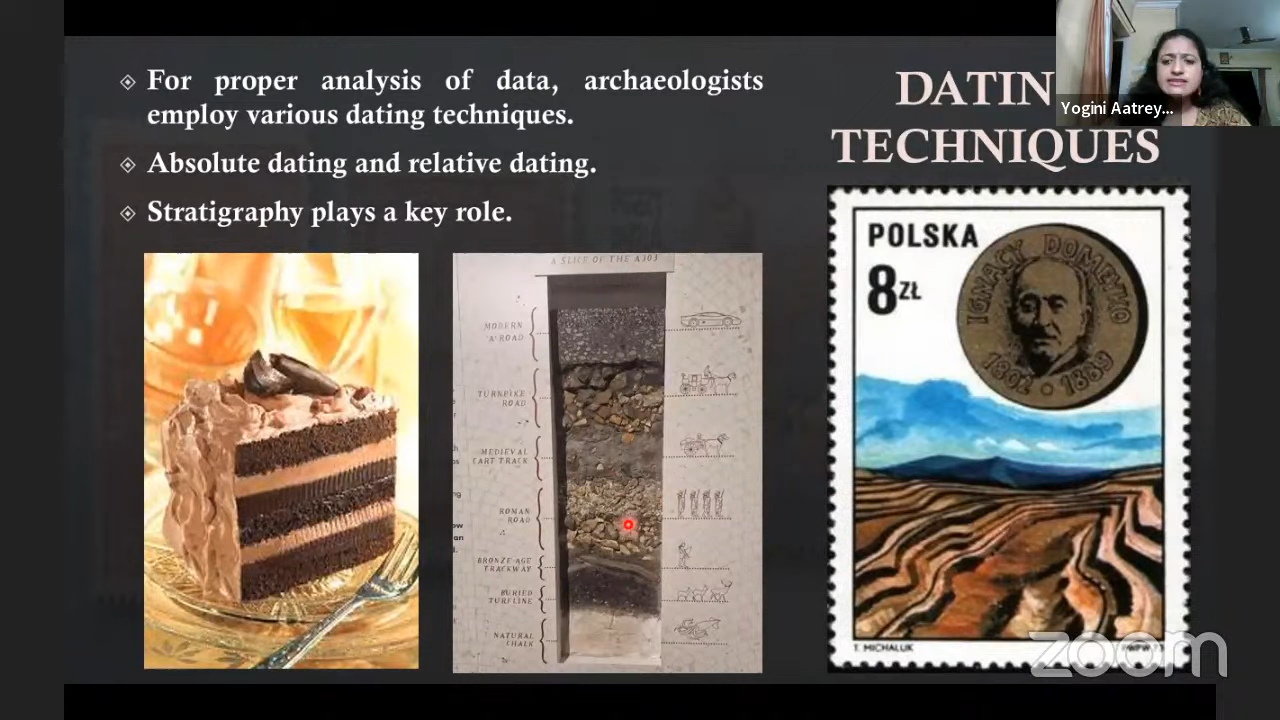 For proper analysis of data, archaeologists
employ various dating techniques.
Absolute dating and relative dating.
Stratigraphy plays a key role.
DATIN
TECHNIQUES
Yogini Aatrey...
A SLICE OF THE A303
MODERN
'A' ROAD
TURNPIKE
ROAD
MEDIEVAL
CART TRACK
ROMAN
ROAD
BRONZE AGE
TRACKWAY
BURIED
TURFLINE
NATURAL
CHALK
POLSKA
8 ZŁ
IGNACY DOMEYKO
1802 • 1889
T. MICHALUK
zoom